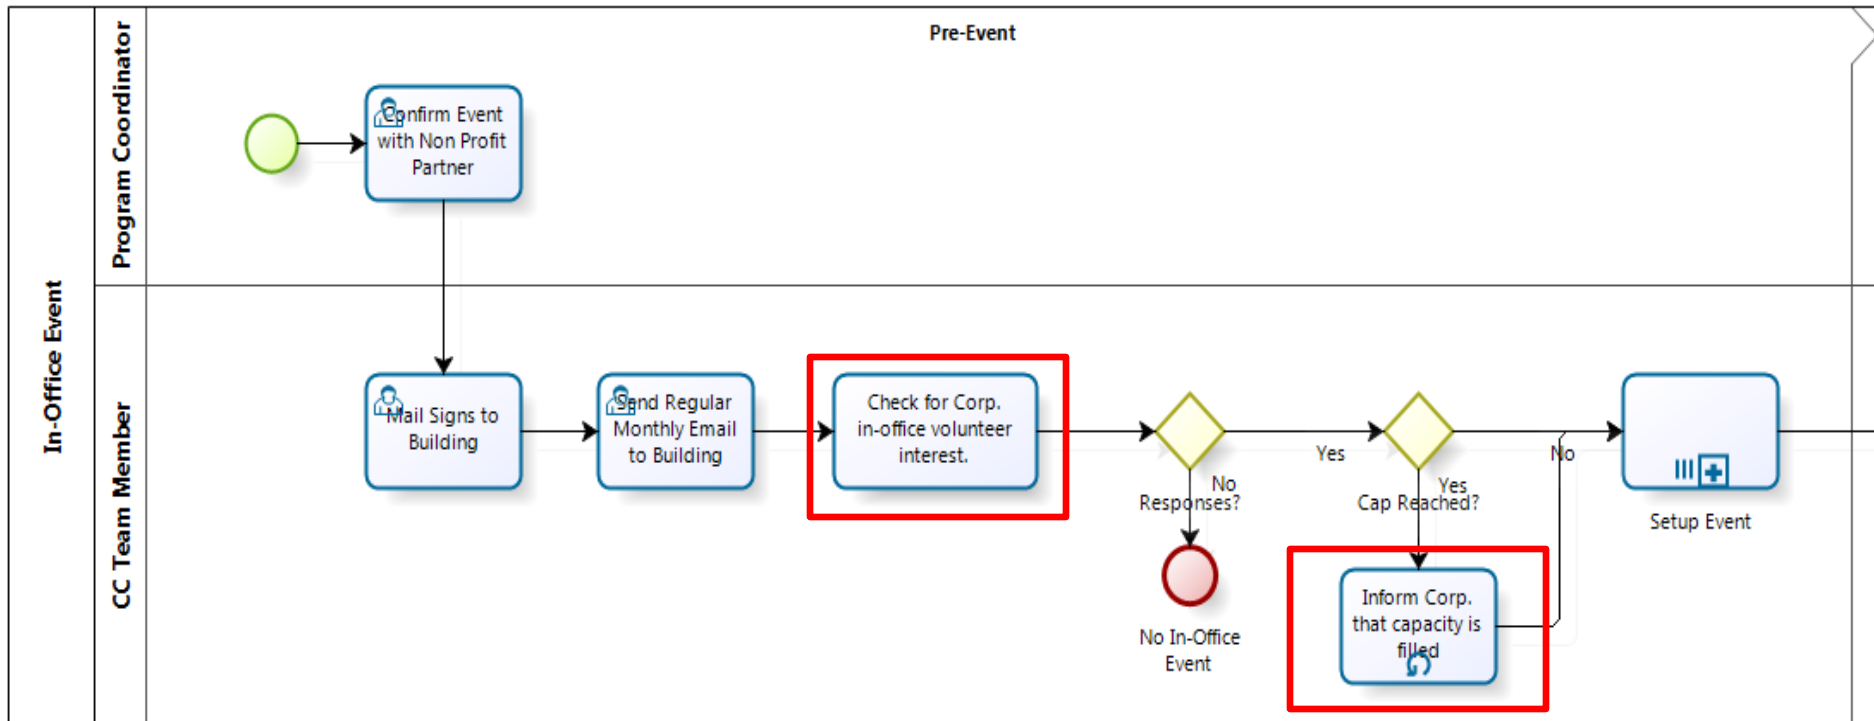 Pre-Event
In-Office Event
Program Coordinator
Confirm Event
with Non Profit
Partner
CC Team Member
Mail Signs to
Building
Send Regular
Monthly Email
to Building
Check for Corp.
in-office volunteer
interest.
Responses?
Yes
No
No In-Office
Event
Cap Reached?
Yes
No
Inform Corp.
that capacity is
filled
Setup Event